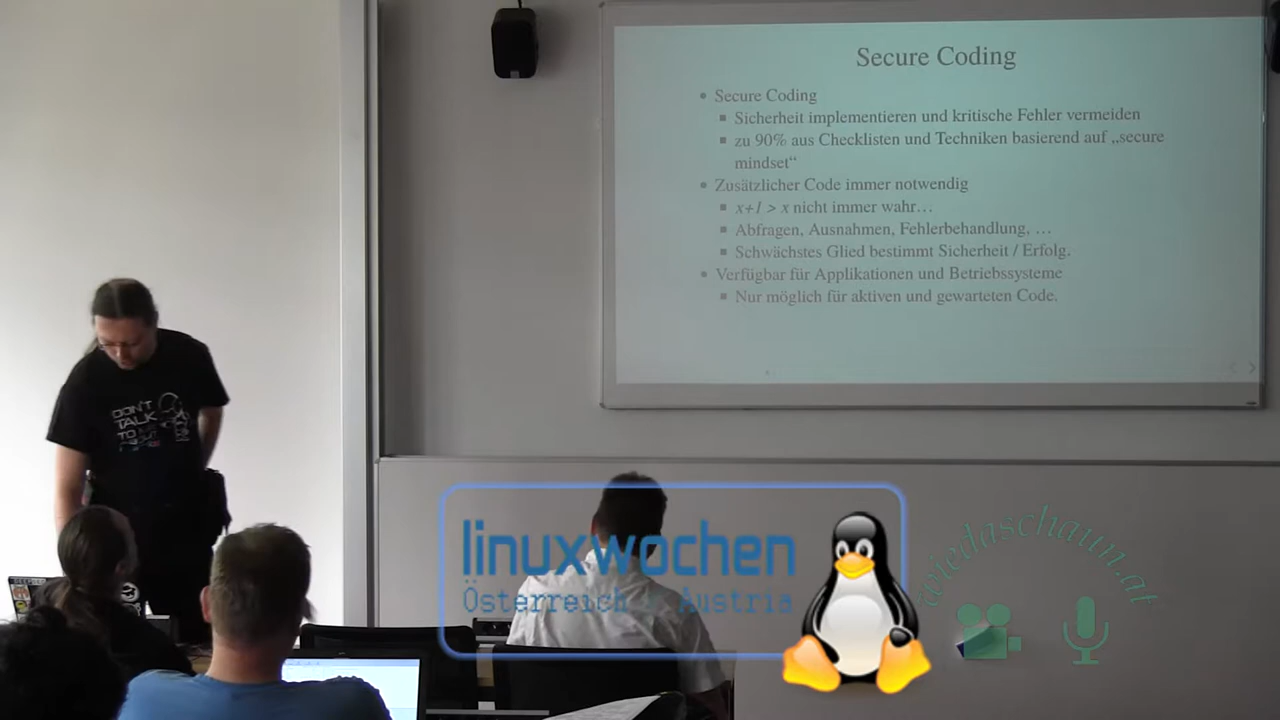 Secure Coding
Secure Coding
Sicherheit implementieren und kritische Fehler vermeiden
zu 90% aus Checklisten und Techniken basierend auf „secure
mindset“
Zusätzlicher Code immer notwendig
x+1 > x nicht immer wahr…
Abfragen, Ausnahmen, Fehlerbehandlung, …
Schwächstes Glied bestimmt Sicherheit / Erfolg.
Verfügbar für Applikationen und Betriebssysteme
Nur möglich für aktiven und gewarteten Code.
DON'T
TALK
TO
linuxwochen
Österreich - Austria
wiedaschaun.at